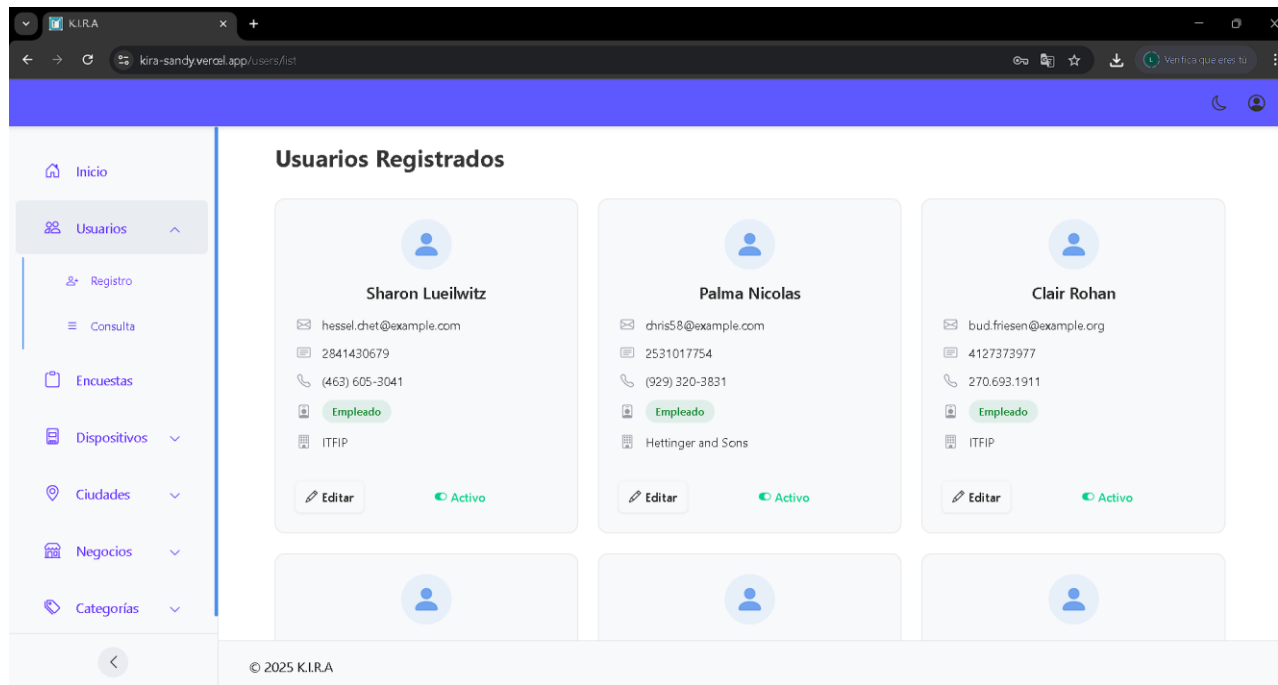 K.I.R.A
kira-sandy.vercel.app/users/list
Verifica que eres tú
Inicio
Usuarios
Registro
Consulta
Encuestas
Dispositivos
Ciudades
Negocios
Categorías
Usuarios Registrados
Sharon Lueilwitz
hessel.chet@example.com
2841430679
(463) 605-3041
Empleado
ITFIP
Editar Activo
Palma Nicolas
chris58@example.com
2531017754
(929) 320-3831
Empleado
Hettinger and Sons
Editar Activo
Clair Rohan
bud.friesen@example.org
4127373977
270.693.1911
Empleado
ITFIP
Editar Activo
© 2025 K.I.R.A